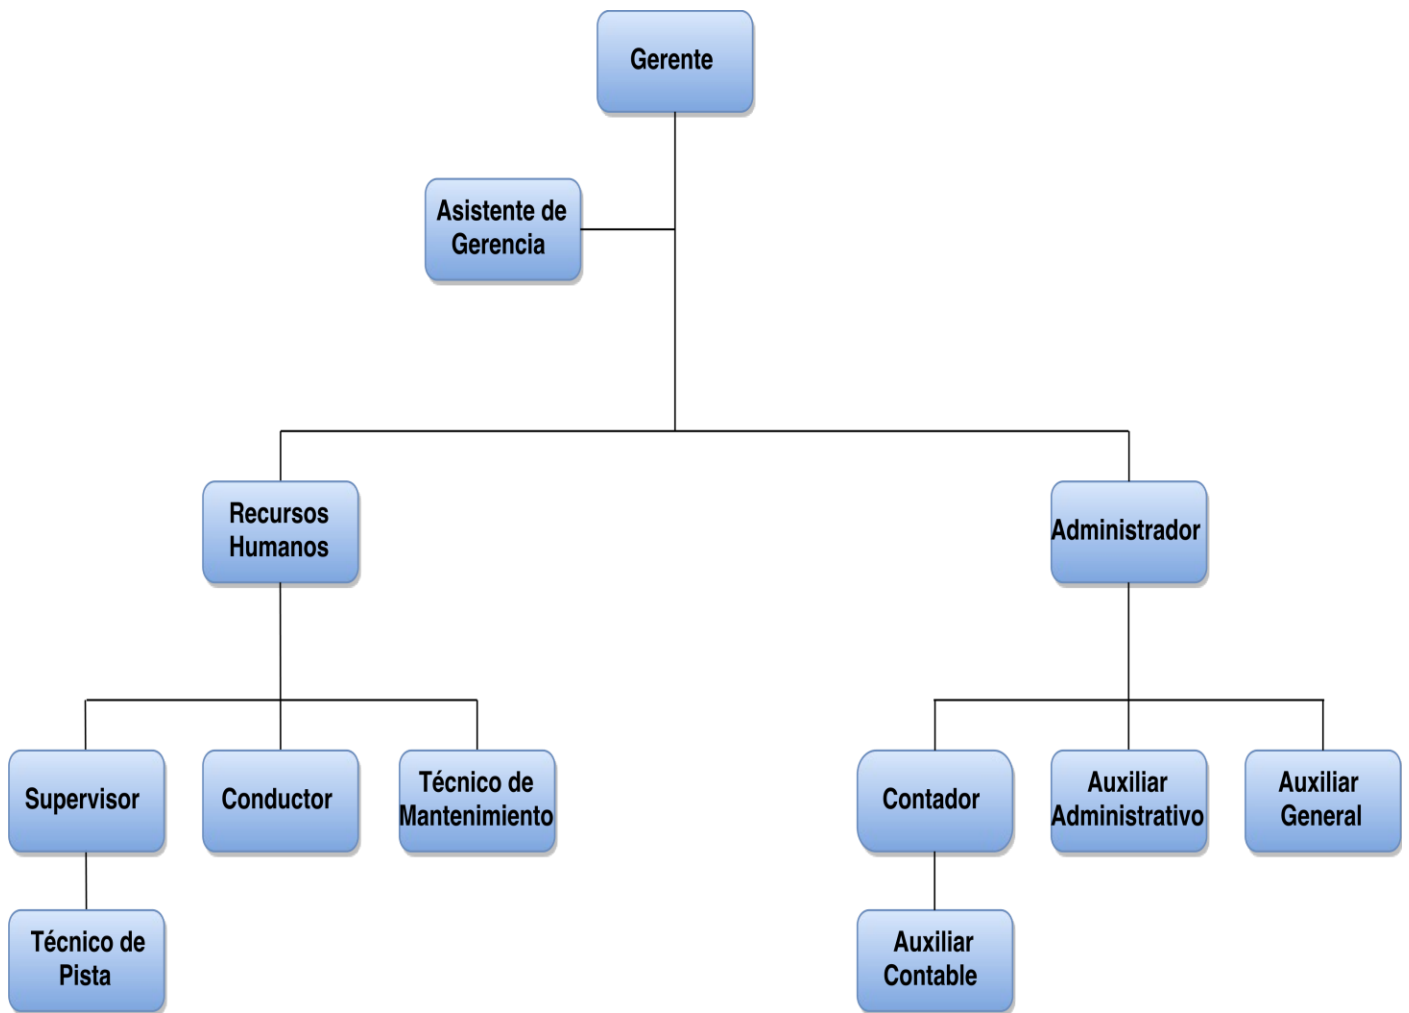 Gerente
Asistente de
Gerencia
Recursos
Humanos
Administrador
Supervisor
Conductor
Técnico de
Mantenimiento
Contador
Auxiliar
Administrativo
Auxiliar
General
Técnico de
Pista
Auxiliar
Contable